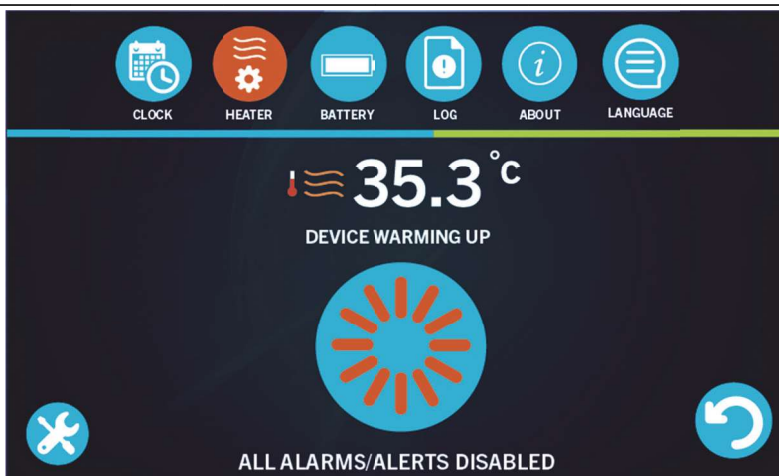 CLOCK HEATER BATTERY LOG ABOUT LANGUAGE
35.3°C
DEVICE WARMING UP
ALL ALARMS/ALERTS DISABLED